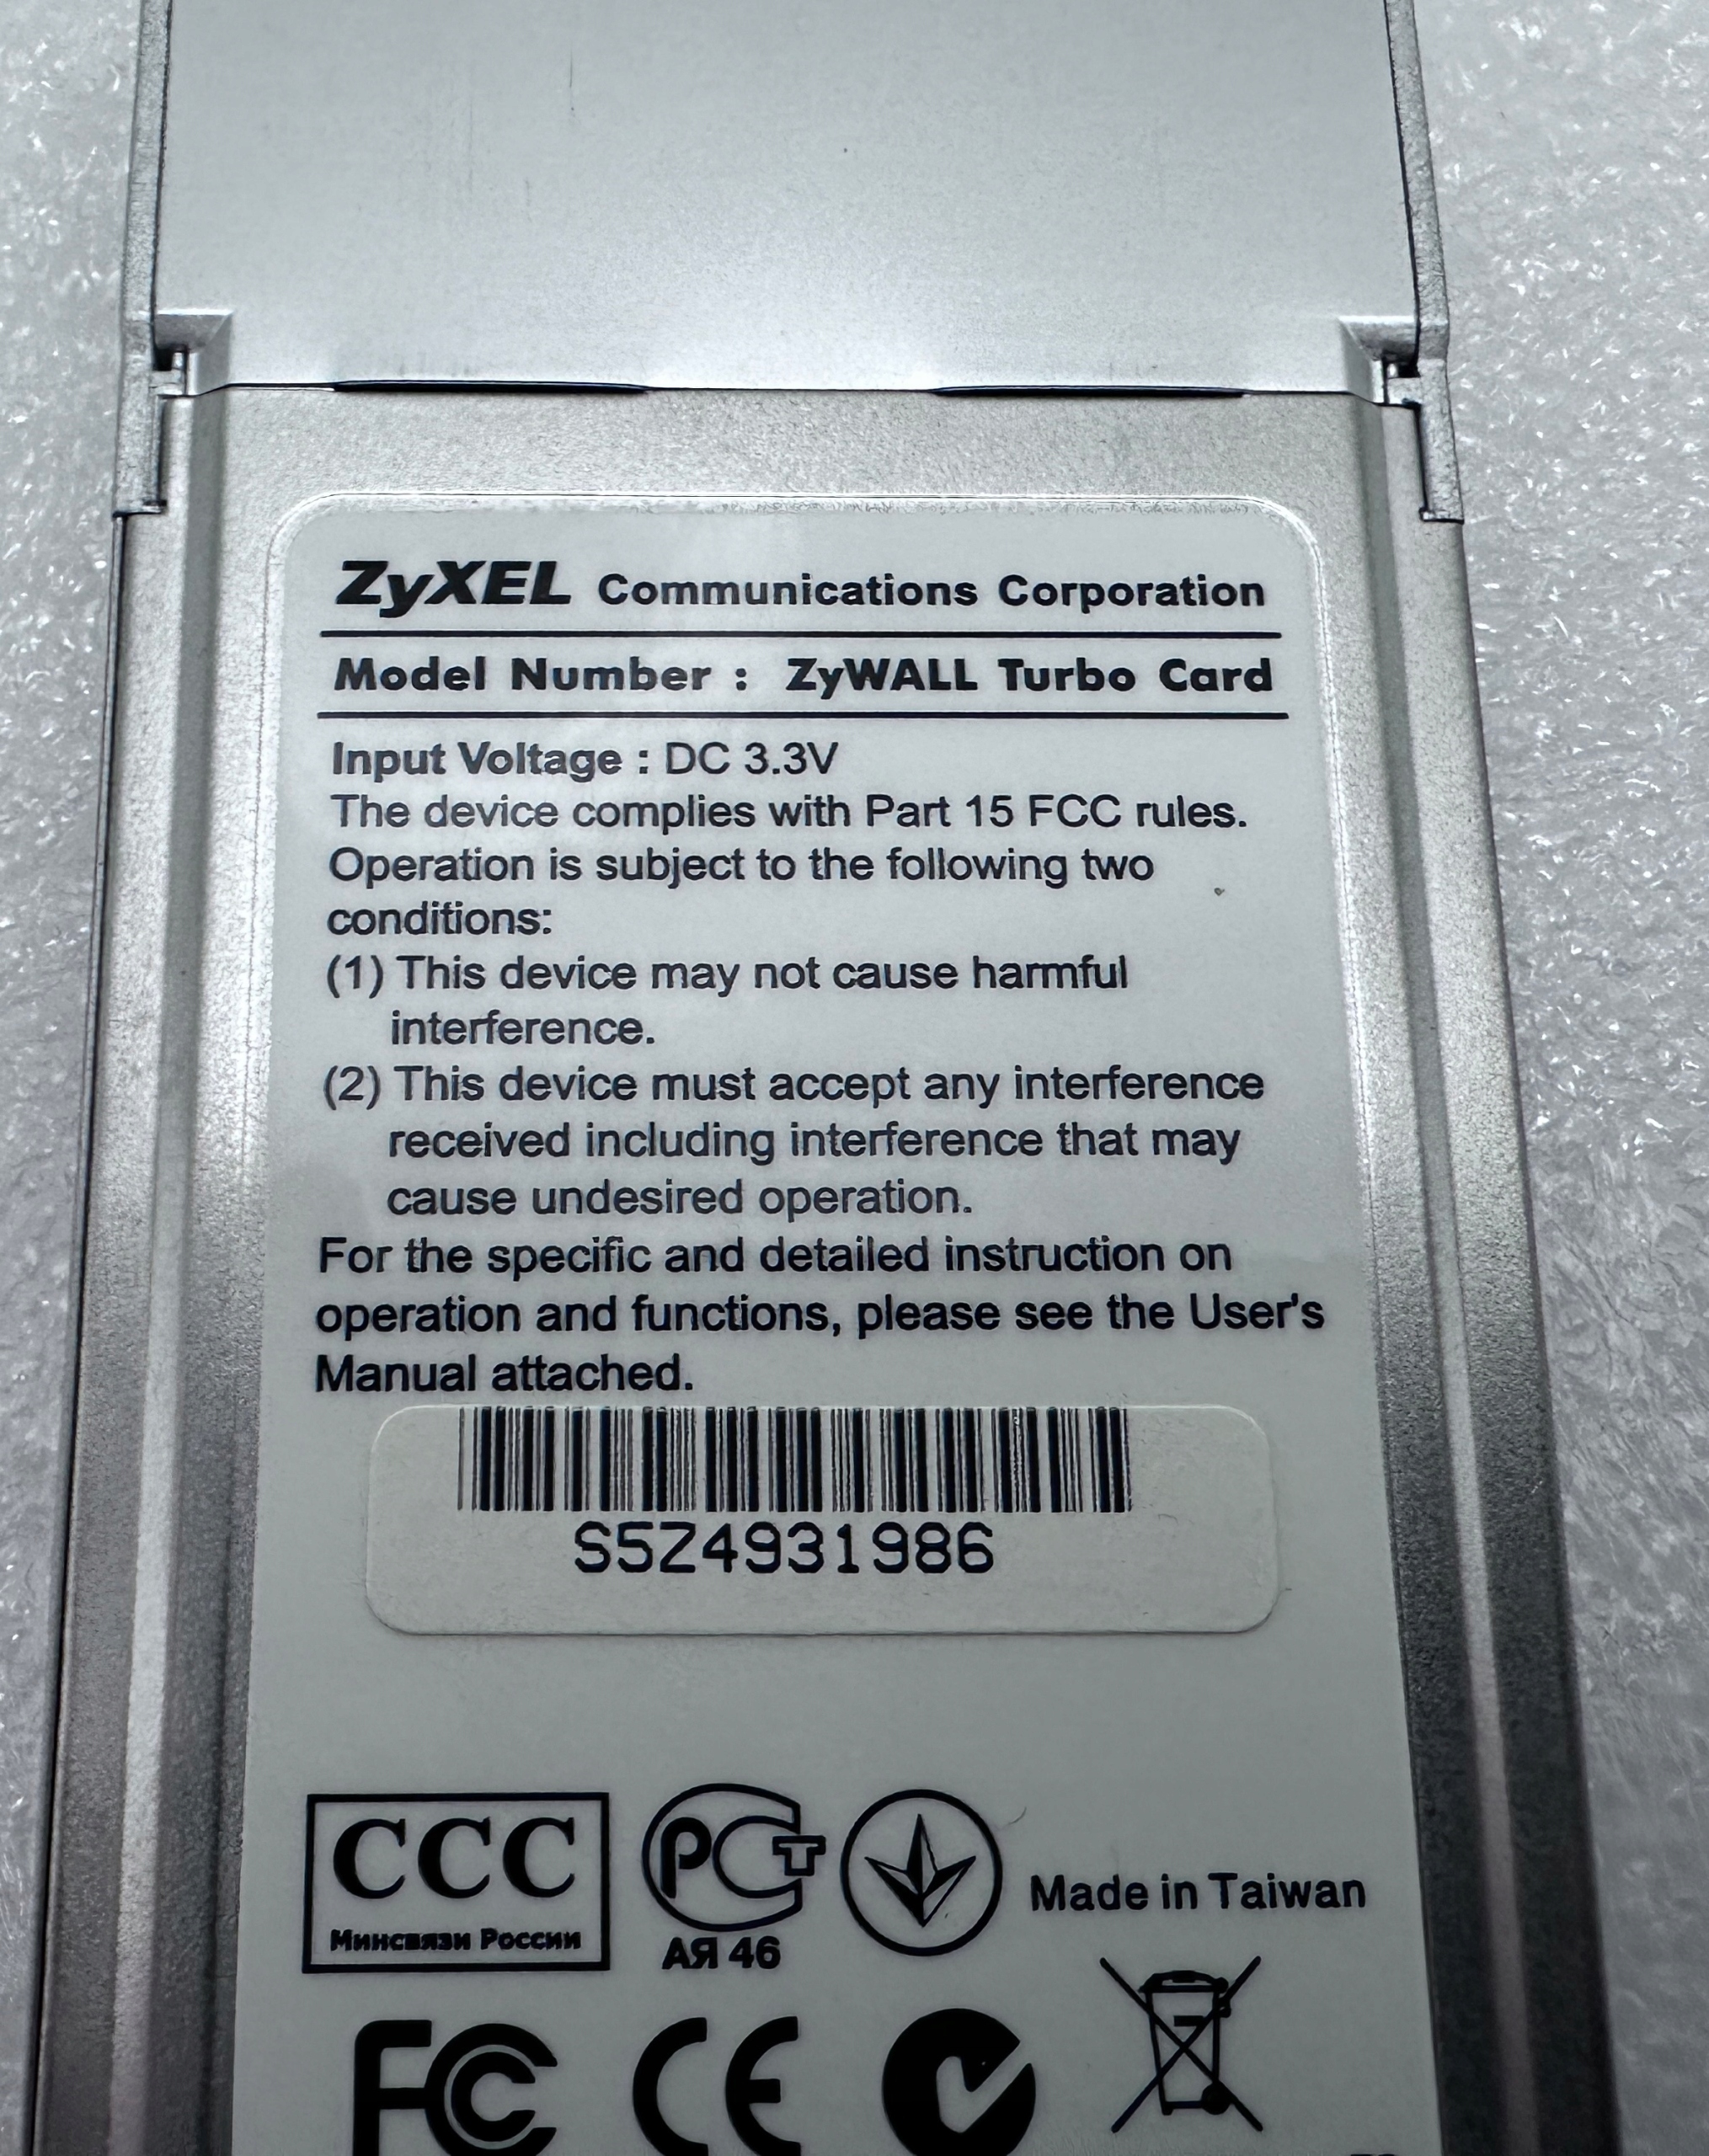 ZyXEL Communications Corporation
Model Number : ZyWALL Turbo Card
Input Voltage : DC 3.3V
The device complies with Part 15 FCC rules.
Operation is subject to the following two
conditions:
(1) This device may not cause harmful
interference.
(2) This device must accept any interference
received including interference that may
cause undesired operation.
For the specific and detailed instruction on
operation and functions, please see the User's
Manual attached.
S5Z4931986
CCC
Минсвязи России
РСТ
АЯ 46
Made in Taiwan
FC CE